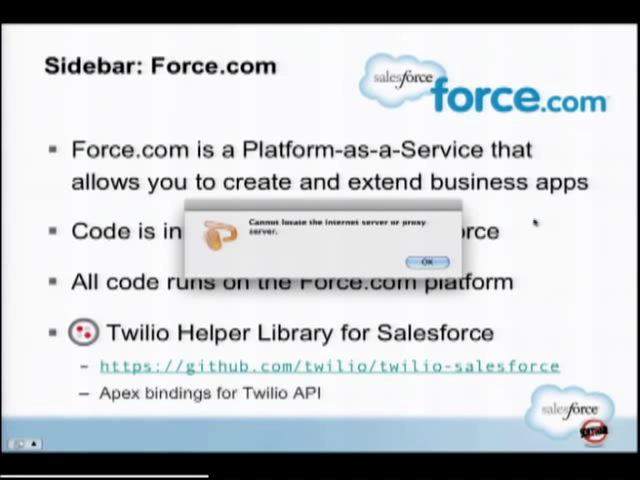 Sidebar: Force.com
salesforce
force.com
Force.com is a Platform-as-a-Service that
allows you to create and extend business apps
Cannot locate the internet server or proxy
server.
Code is in
rce
OK
All code runs on the Force.com platform
Twilio Helper Library for Salesforce
– https://github.com/twilio/twilio-salesforce
– Apex bindings for Twilio API
salesforce